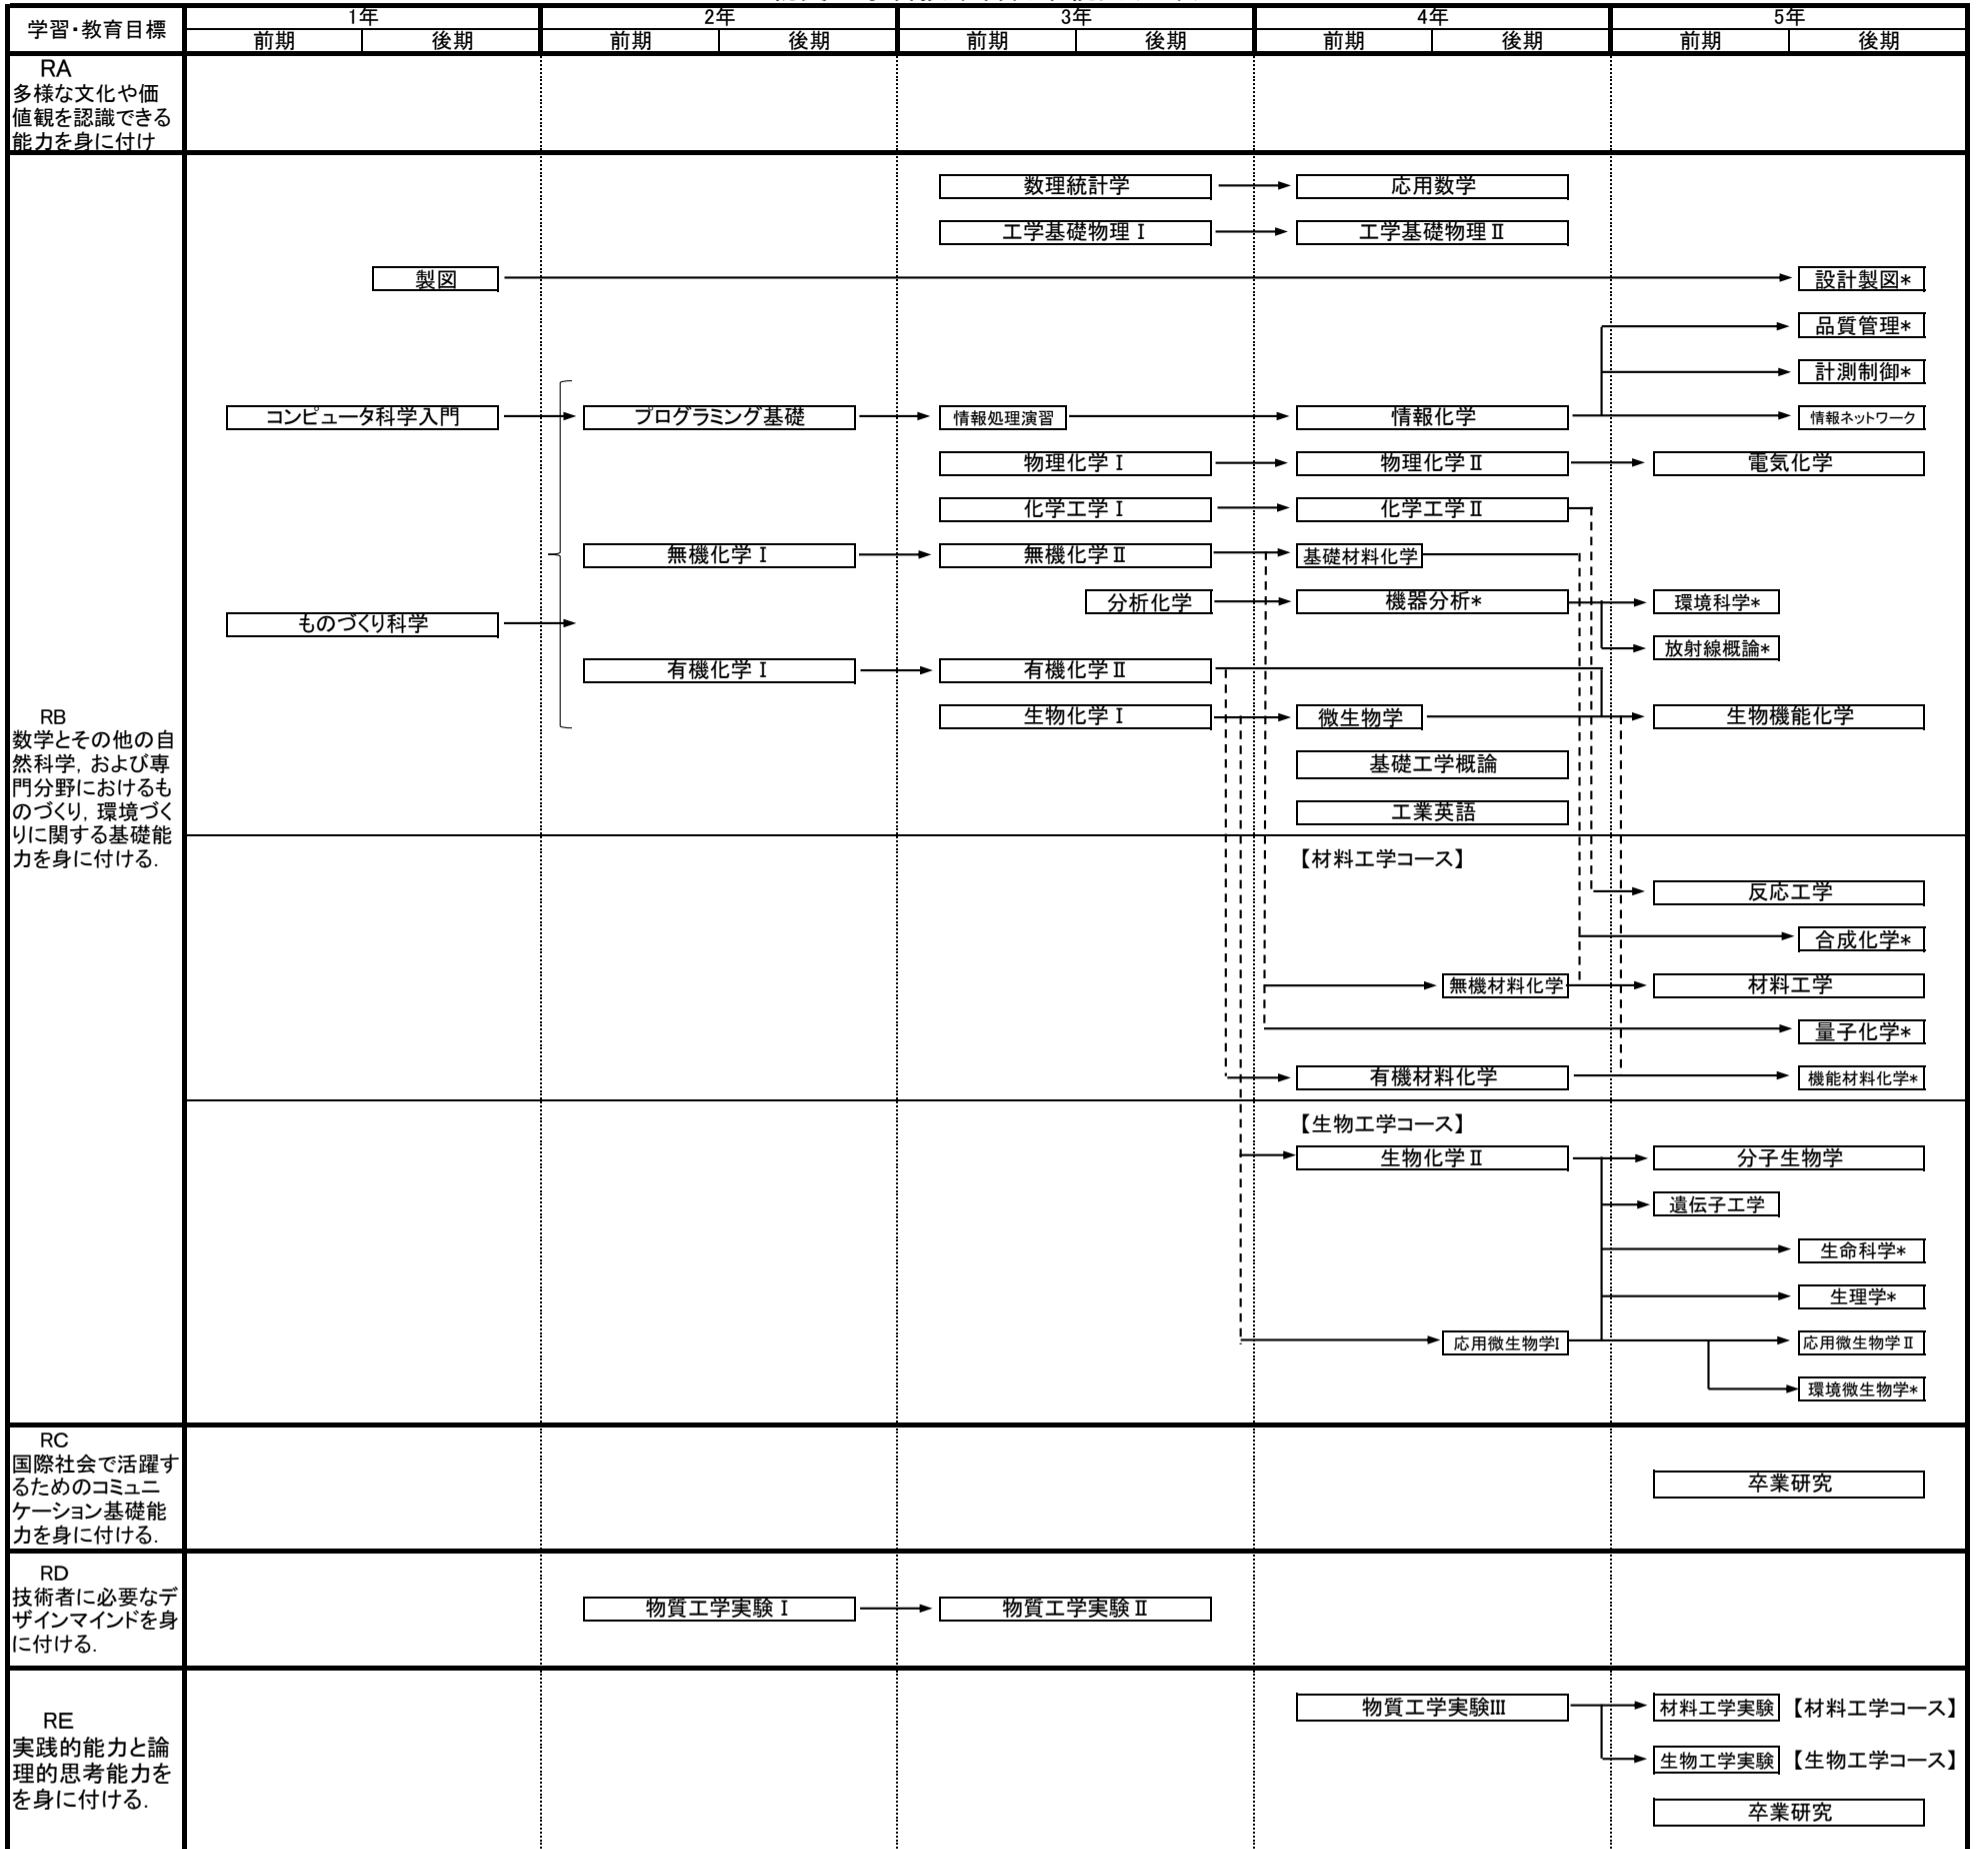 学習・教育目標
1年 2年 3年 4年 5年
前期 後期 前期 後期 前期 後期 前期 後期 前期 後期
RA
多様な文化や価
値観を認識できる
能力を身に付け
数理統計学 応用数学
工学基礎物理Ⅰ 工学基礎物理Ⅱ
製図 設計製図*
品質管理*
計測制御*
コンピュータ科学入門 プログラミング基礎 情報処理演習 情報化学 情報ネットワーク
物理化学Ⅰ 物理化学Ⅱ 電気化学
化学工学Ⅰ 化学工学Ⅱ
無機化学Ⅰ 無機化学Ⅱ 基礎材料化学
分析化学 機器分析* 環境科学*
ものづくり科学
放射線概論*
有機化学Ⅰ 有機化学Ⅱ
生物化学Ⅰ 微生物学 生物機能化学
基礎工学概論
工業英語
RB
数学とその他の自
然科学, および専
門分野におけるも
のづくり, 環境づく
りに関する基礎能
力を身に付ける.
【材料工学コース】
反応工学
合成化学*
無機材料化学 材料工学
量子化学*
有機材料化学 機能材料化学*
【生物工学コース】
生物化学Ⅱ 分子生物学
遺伝子工学
生命科学*
生理学*
応用微生物学Ⅰ 応用微生物学Ⅱ
環境微生物学*
RC
国際社会で活躍す
るためのコミュニ
ケーション基礎能
力を身に付ける.
卒業研究
RD
技術者に必要なデ
ザインマインドを身
に付ける.
物質工学実験Ⅰ 物質工学実験Ⅱ
RE
実践的能力と論
理的思考能力を
を身に付ける.
物質工学実験Ⅲ 材料工学実験 【材料工学コース】
生物工学実験 【生物工学コース】
卒業研究